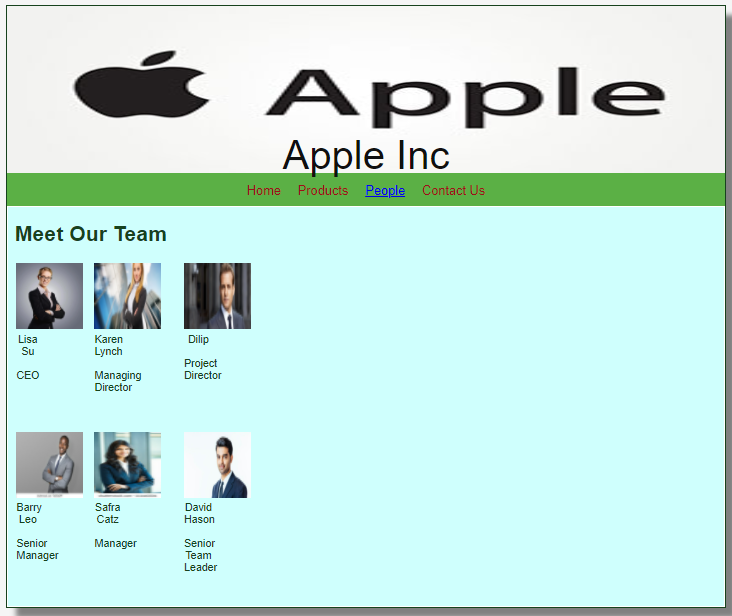 Apple
Apple Inc
Home Products People Contact Us
Meet Our Team
Lisa
Su
CEO
Karen
Lynch
Managing
Director
Dilip
Project
Director
Barry
Leo
Senior
Manager
Safra
Catz
Manager
David
Hason
Senior
Team
Leader